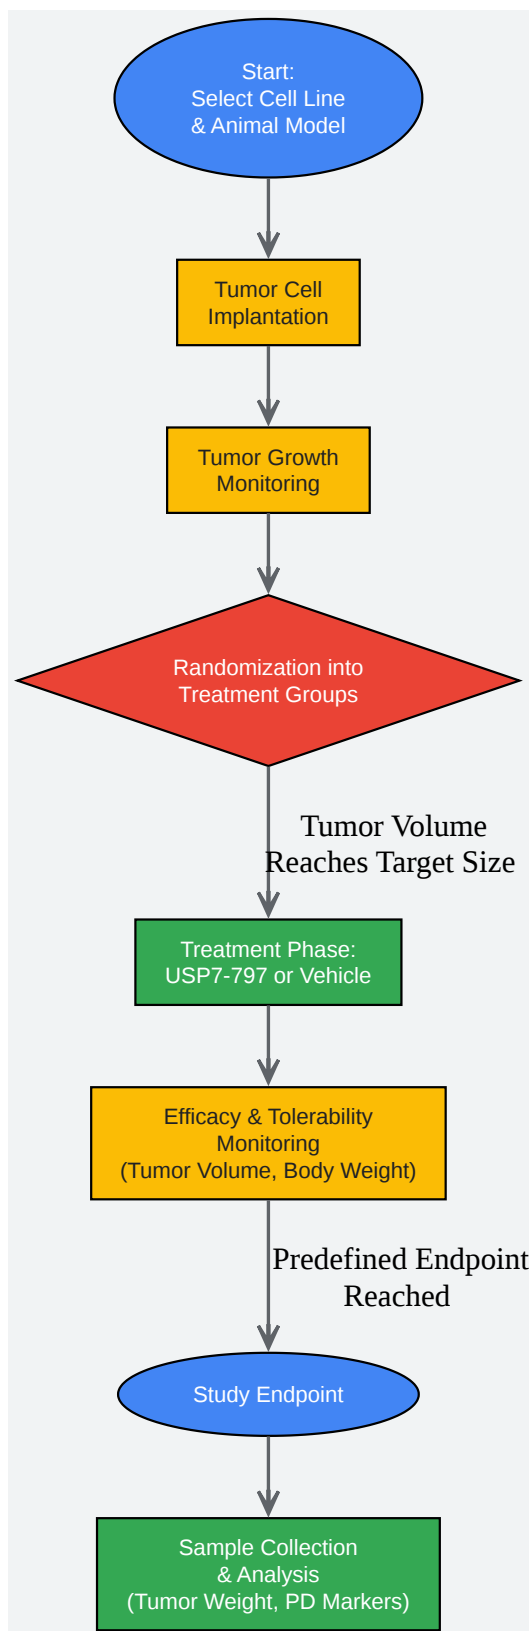 Start:
Select Cell Line
& Animal Model
Tumor Cell
Implantation
Tumor Growth
Monitoring
Randomization into
Treatment Groups
Tumor Volume
Reaches Target Size
Treatment Phase:
USP7-797 or Vehicle
Efficacy & Tolerability
Monitoring
(Tumor Volume, Body Weight)
Predefined Endpoint
Reached
Study Endpoint
Sample Collection
& Analysis
(Tumor Weight, PD Markers)